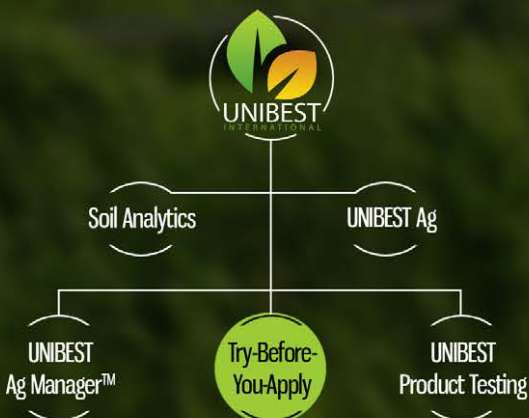 UNIBEST
INTERNATIONAL
Soil Analytics
UNIBEST Ag
UNIBEST
Ag Manager™
Try-Before-
You-Apply
UNIBEST
Product Testing